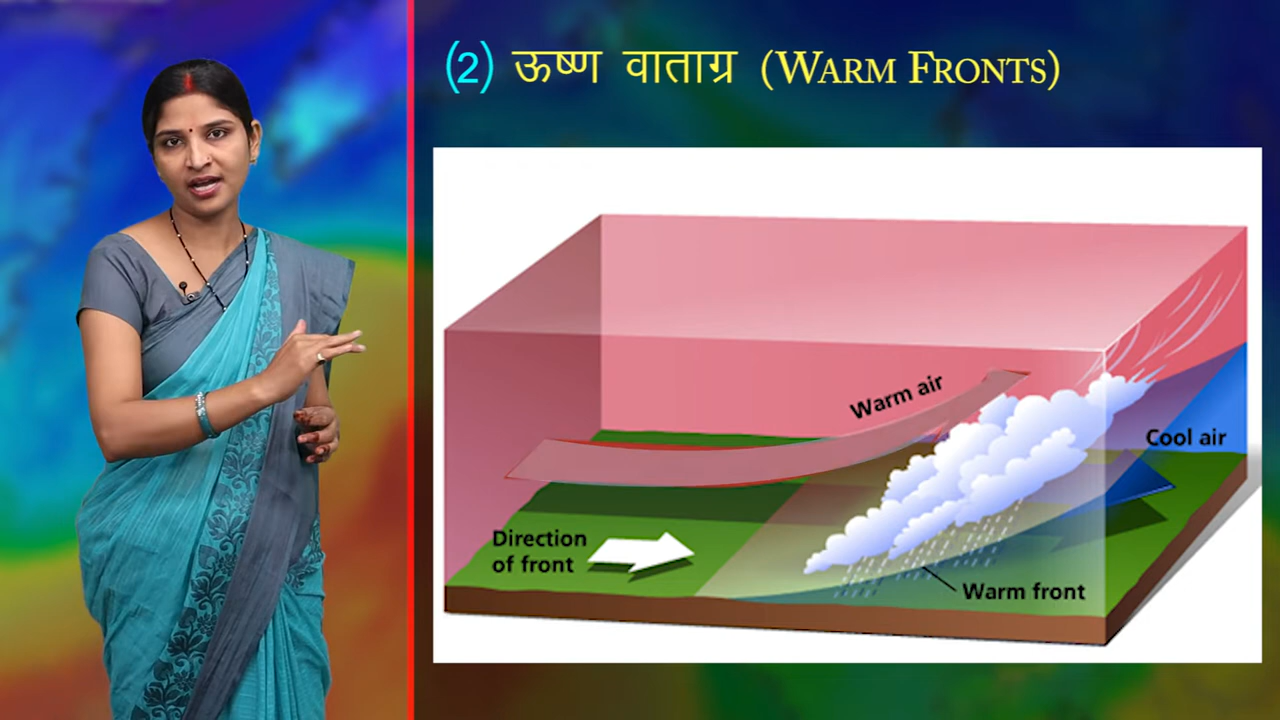 (2) ऊष्ण वाताग्र (WARM FRONTS)
Warm air
Cool air
Direction
of front
Warm front